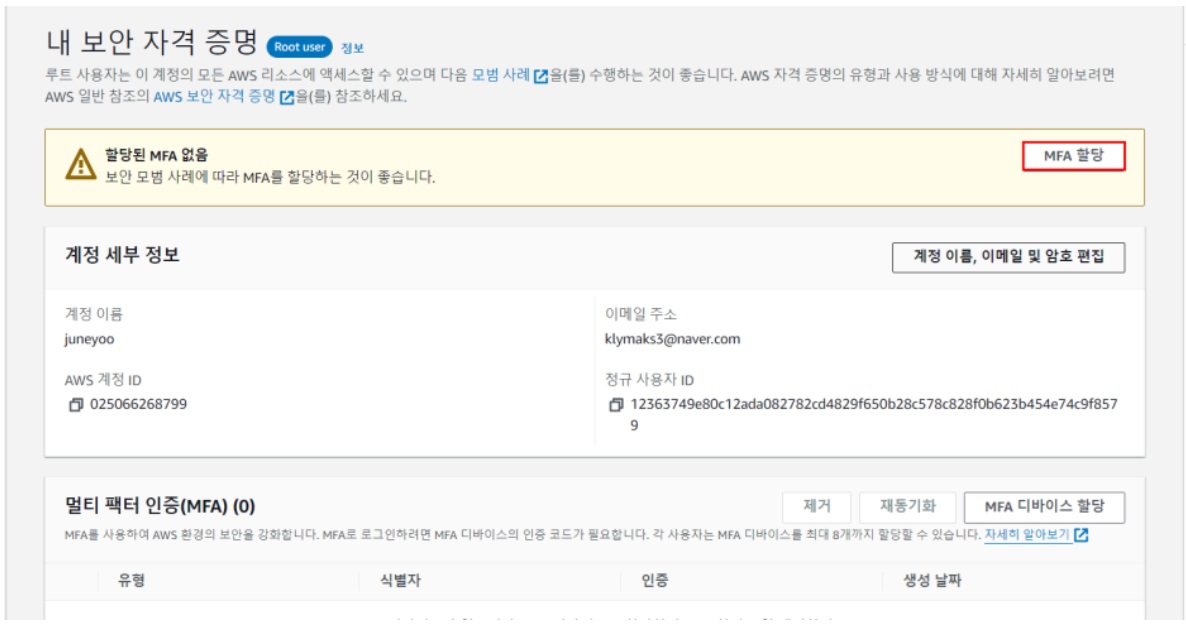 내 보안 자격 증명 Root user 정보
루트 사용자는 이 계정의 모든 AWS 리소스에 액세스할 수 있으며 다음 모범 사례을(를) 수행하는 것이 좋습니다. AWS 자격 증명의 유형과 사용 방식에 대해 자세히 알아보려면
AWS 일반 참조의 AWS 보안 자격 증명을(를) 참조하세요.
할당된 MFA 없음
보안 모범 사례에 따라 MFA를 할당하는 것이 좋습니다.
MFA 할당
계정 세부 정보
계정 이름, 이메일 및 암호 편집
계정 이름
juneyoo
이메일 주소
klymaks3@naver.com
AWS 계정 ID
025066268799
정규 사용자 ID
12363749e80c12ada082782cd4829f650b28c578c828f0b623b454e74c9f857
9
멀티 팩터 인증(MFA) (0)
제거 재동기화 MFA 디바이스 할당
MFA를 사용하여 AWS 환경의 보안을 강화합니다. MFA로 로그인하려면 MFA 디바이스의 인증 코드가 필요합니다. 각 사용자는 MFA 디바이스를 최대 8개까지 할당할 수 있습니다. 자세히 알아보기
유형 식별자 인증 생성 날짜